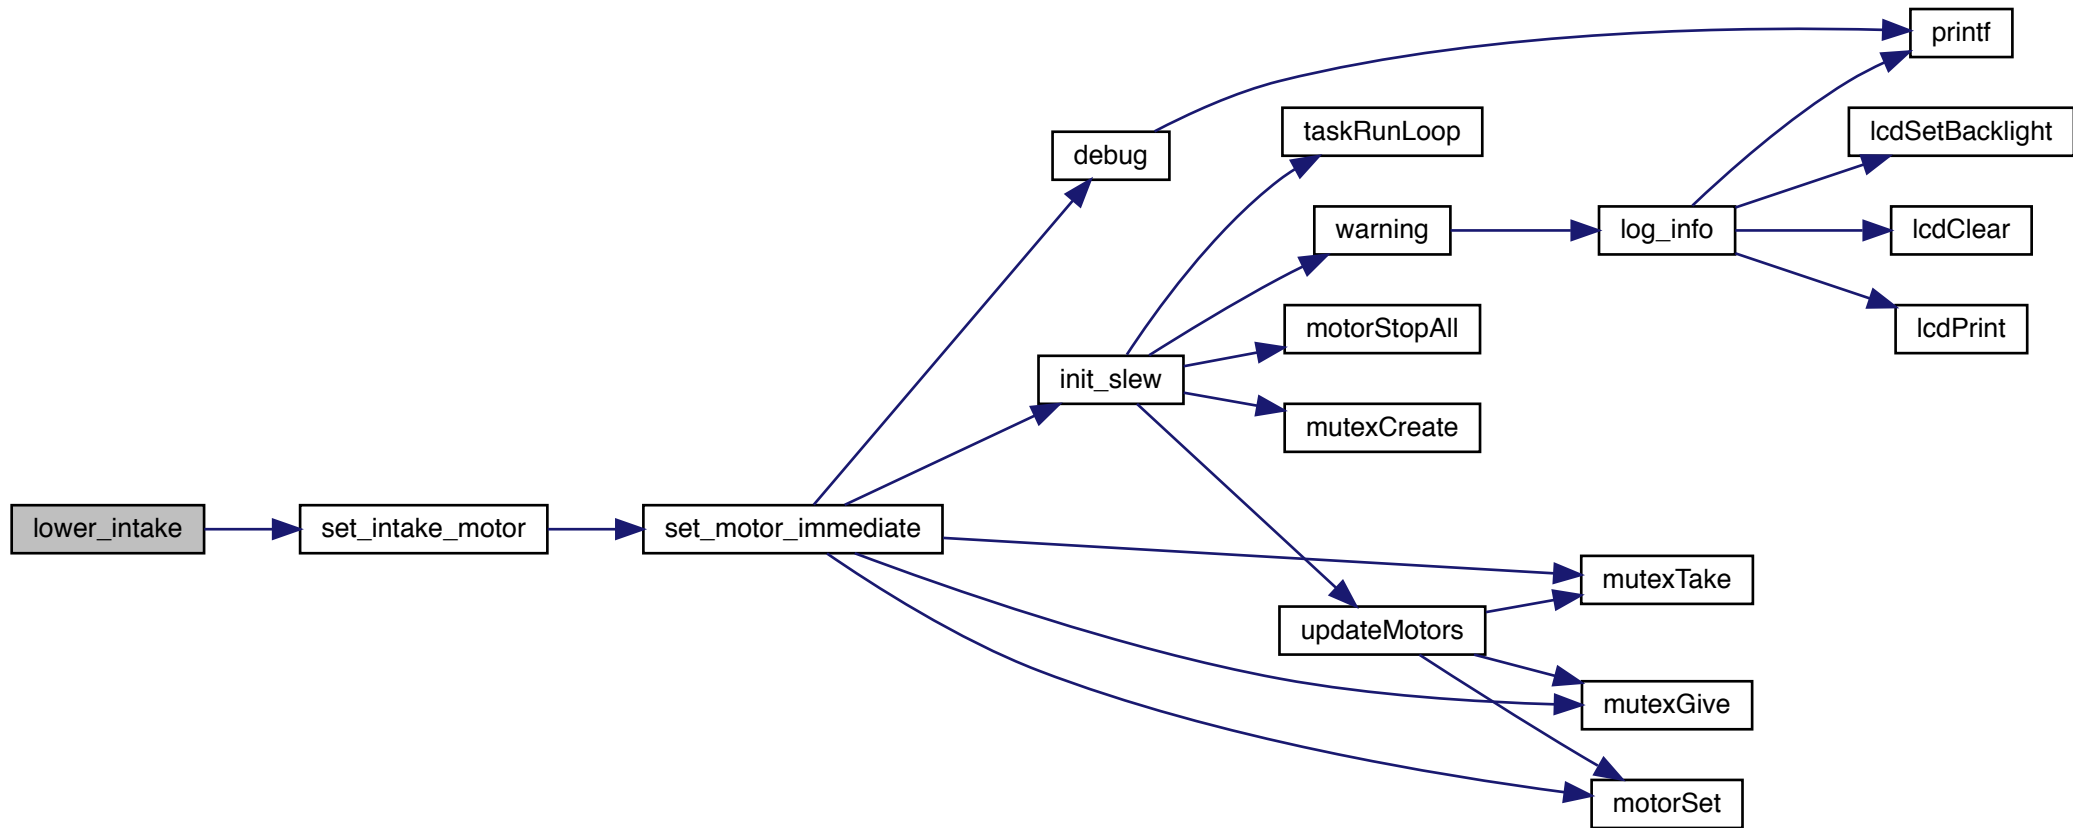 printf
lcdSetBacklight
taskRunLoop
debug
warning
log_info
lcdClear
motorStopAll
lcdPrint
init_slew
mutexCreate
lower_intake
set_intake_motor
set_motor_immediate
mutexTake
updateMotors
mutexGive
motorSet